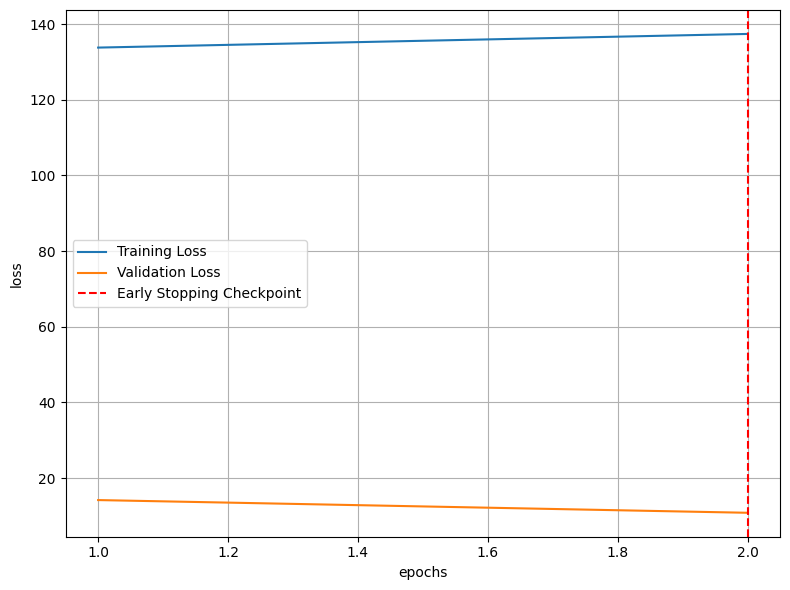 140
120
100
80
60
40
20
loss
Training Loss
Validation Loss
Early Stopping Checkpoint
1.0 1.2 1.4 1.6 1.8 2.0
epochs